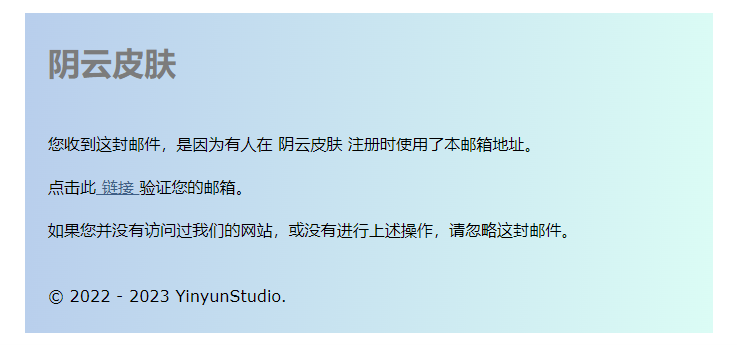 阴云皮肤
您收到这封邮件，是因为有人在 阴云皮肤 注册时使用了本邮箱地址。
点击此 链接 验证您的邮箱。
如果您并没有访问过我们的网站，或没有进行上述操作，请忽略这封邮件。
© 2022 - 2023 YinyunStudio.